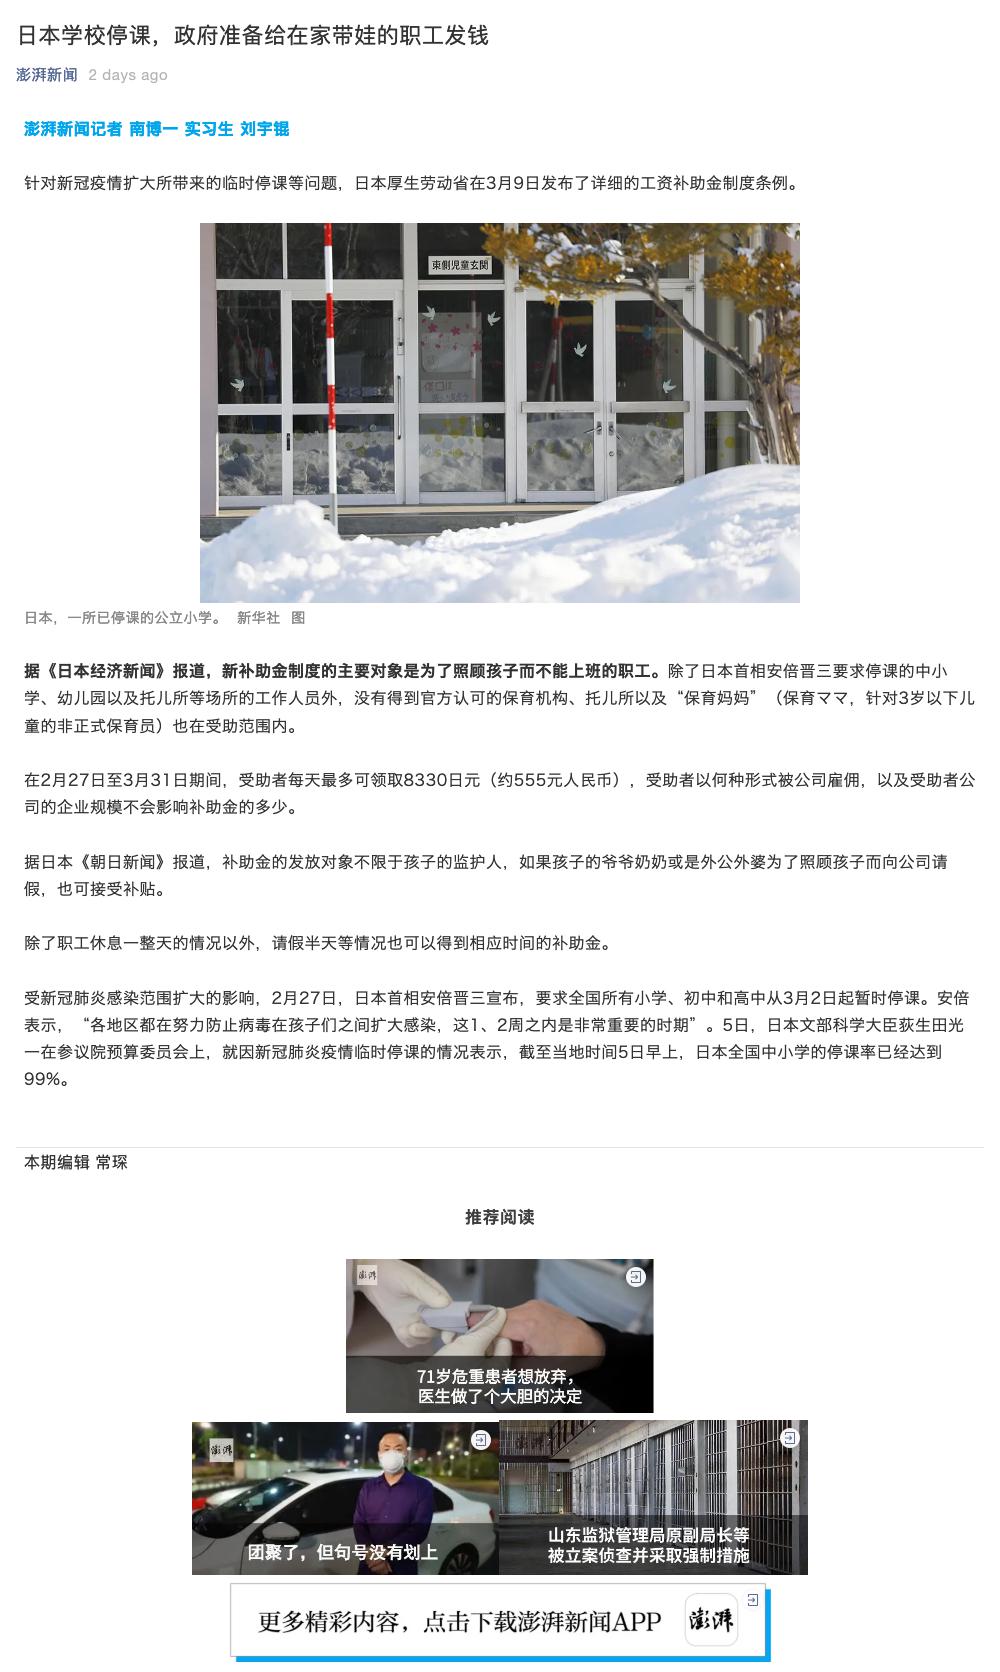 日本学校停课，政府准备给在家带娃的职工发钱
澎湃新闻 2 days ago
澎湃新闻记者 南博一 实习生 刘宇锟
针对新冠疫情扩大所带来的临时停课等问题，日本厚生劳动省在3月9日发布了详细的工资补助金制度条例。
東側児童玄関
日本，一所已停课的公立小学。 新华社 图
据《日本经济新闻》报道，新补助金制度的主要对象是为了照顾孩子而不能上班的职工。除了日本首相安倍晋三要求停课的中小
学、幼儿园以及托儿所等场所的工作人员外，没有得到官方认可的保育机构、托儿所以及“保育妈妈”（保育ママ，针对3岁以下儿
童的非正式保育员）也在受助范围内。
在2月27日至3月31日期间，受助者每天最多可领取8330日元（约555元人民币），受助者以何种形式被公司雇佣，以及受助者公
司的企业规模不会影响补助金的多少。
据日本《朝日新闻》报道，补助金的发放对象不限于孩子的监护人，如果孩子的爷爷奶奶或是外公外婆为了照顾孩子而向公司请
假，也可接受补贴。
除了职工休息一整天的情况以外，请假半天等情况也可以得到相应时间的补助金。
受新冠肺炎感染范围扩大的影响，2月27日，日本首相安倍晋三宣布，要求全国所有小学、初中和高中从3月2日起暂时停课。安倍
表示，“各地区都在努力防止病毒在孩子们之间扩大感染，这1、2周之内是非常重要的时期”。5日，日本文部科学大臣荻生田光
一在参议院预算委员会上，就因新冠肺炎疫情临时停课的情况表示，截至当地时间5日早上，日本全国中小学的停课率已经达到
99%。
本期编辑 常琛
推荐阅读
澎湃
71岁危重患者想放弃，
医生做了个大胆的决定
澎湃
团聚了，但句号没有划上
澎湃
山东监狱管理局原副局长等
被立案侦查并采取强制措施
更多精彩内容，点击下载澎湃新闻APP
澎湃